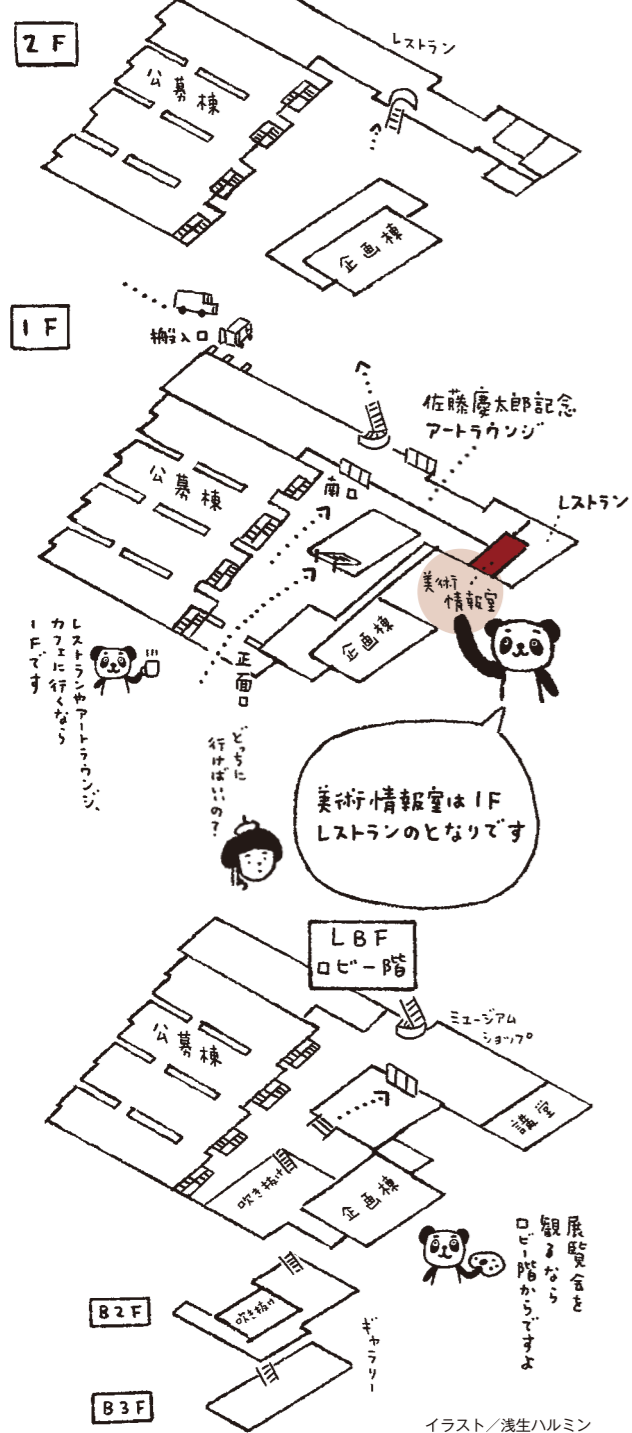 2F
レストラン
公募棟
企画棟
1F
搬入口
佐藤慶太郎記念
アートラウンジ
公募棟
南口
レストラン
美術
情報室
企画棟
正面口
レストランやアートラウンジ、
カフェに行くなら
1Fです
どっちに
行けばいいの?
美術情報室は1F
レストランのとなりです
LBF
ロビー階
公募棟
ミュージアム
ショップ
講堂
吹き抜け
企画棟
展覧会を
観るなら
ロビー階からですよ
B2F
吹き抜け
ギャラリー
B3F
イラスト/浅生ハルミン